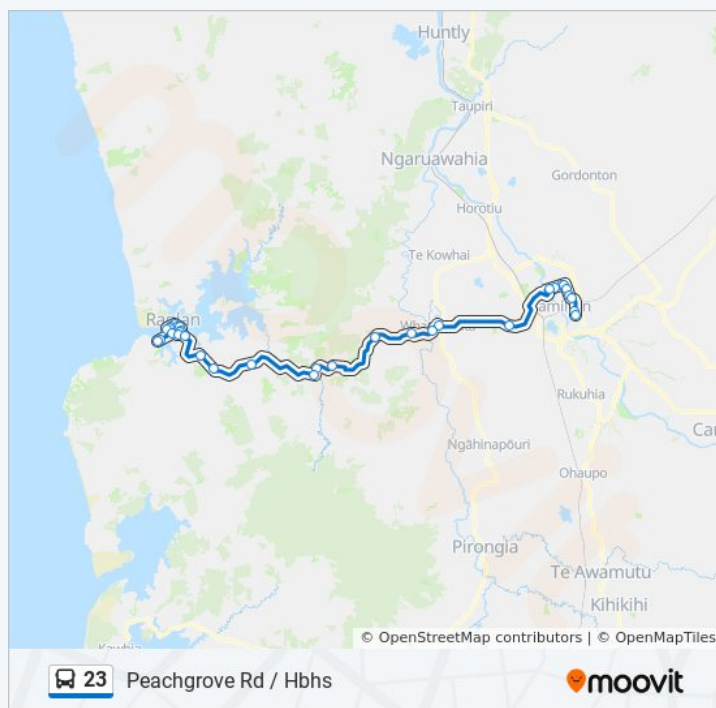 Huntly
Taupiri
Ngaruawahia
Gordonton
Horotiu
Te Kowhai
Raglan
Rukuhia
Ngāhinapōuri
Ohaupo
Pirongia
Te Awamutu
Kihikihi
© OpenStreetMap contributors | © OpenMapTiles
23 Peachgrove Rd / Hbhs
moovit